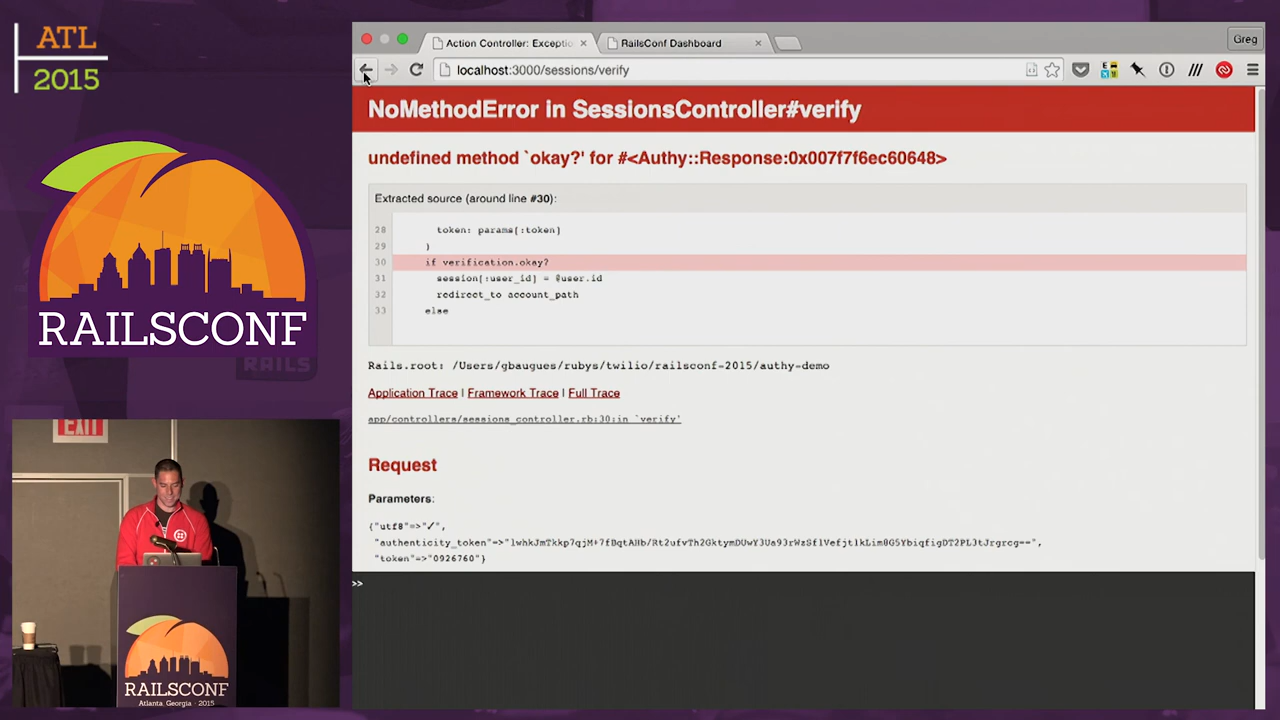 ATL
2015
RAILSCONF
RAILS
EXIT
RAILSCONF
Atlanta, Georgia · 2015
Action Controller: Exceptio
RailsConf Dashboard
Greg
localhost:3000/sessions/verify
NoMethodError in SessionsController#verify
undefined method `okay?' for #<Authy::Response:0x007f7f6ec60648>
Extracted source (around line #30):
28 token: params[:token]
29 )
30 if verification.okay?
31 session[:user_id] = @user.id
32 redirect_to account_path
33 else
Rails.root: /Users/gbaugues/rubys/twilio/railsconf-2015/authy-demo
Application Trace | Framework Trace | Full Trace
app/controllers/sessions_controller.rb:30:in `verify'
Request
Parameters:
{"utf8"=>"✓",
"token"=>"0926760"}
>>